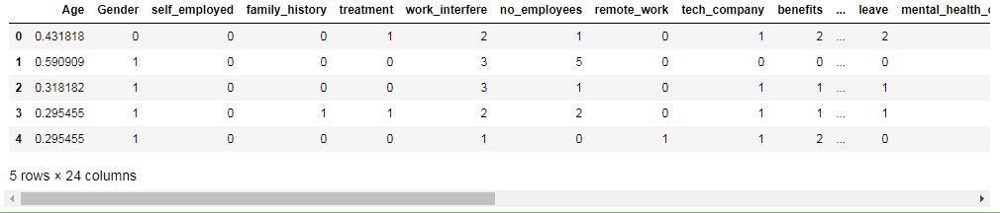 Age Gender self_employed family_history treatment work_interfere no_employees remote_work tech_company benefits ... leave mental_health_c
0 0.431818 0 0 0 1 2 1 0 1 2 ... 2
1 0.590909 1 0 0 0 3 5 0 0 0 ... 0
2 0.318182 1 0 0 0 3 1 0 1 1 ... 1
3 0.295455 1 0 1 1 2 2 0 1 1 ... 1
4 0.295455 1 0 0 0 1 0 1 1 2 ... 0
5 rows × 24 columns